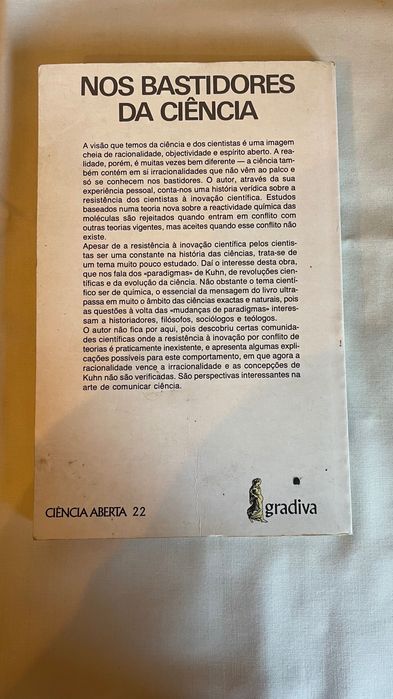 NOS BASTIDORES
DA CIÊNCIA
A visão que temos da ciência e dos cientistas é uma imagem
cheia de racionalidade, objectividade e espírito aberto. A rea-
lidade, porém, é muitas vezes bem diferente — a ciência tam-
bém contém em si irracionalidades que não vêm ao palco e
só se conhecem nos bastidores. O autor, através da sua
experiência pessoal, conta-nos uma história verídica sobre a
resistência dos cientistas à inovação científica. Estudos
baseados numa teoria nova sobre a reactividade química das
moléculas são rejeitados quando entram em conflito com
outras teorias vigentes, mas aceites quando esse conflito não
existe.
Apesar de a resistência à inovação científica pelos cientis-
tas ser uma constante na história das ciências, trata-se de
um tema muito pouco estudado. Daí o interesse desta obra,
que nos fala dos «paradigmas» de Kuhn, de revoluções cien-
tíficas e da evolução da ciência. Não obstante o tema cientí-
fico ser de química, o essencial da mensagem do livro ultra-
passa em muito o âmbito das ciências exactas e naturais, pois
as questões à volta das «mudanças de paradigmas» interes-
sam a historiadores, filósofos, sociólogos e teólogos.
O autor não fica por aqui, pois descobriu certas comunida-
des científicas onde a resistência à inovação por conflito de
teorias é praticamente inexistente, e apresenta algumas expli-
cações possíveis para este comportamento, em que agora a
racionalidade vence a irracionalidade e as concepções de
Kuhn não são verificadas. São perspectivas interessantes na
arte de comunicar ciência.
CIÊNCIA ABERTA 22
gradiva